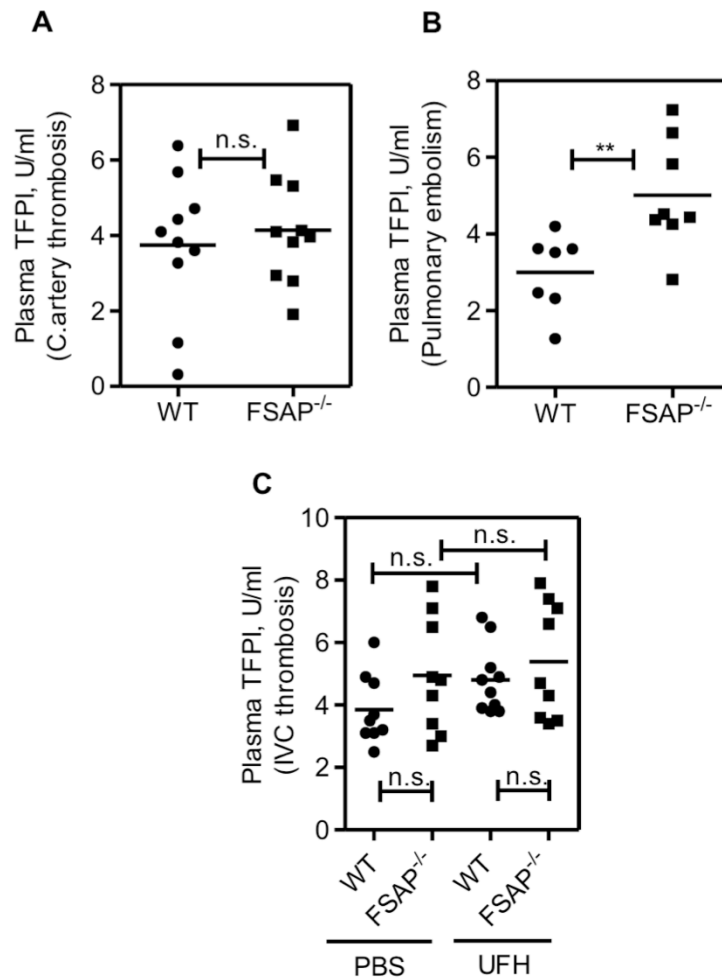 A
Plasma TFPI, U/ml
(C.artery thrombosis)
8
6
4
2
0
n.s.
WT FSAP-/-
B
Plasma TFPI, U/ml
(Pulmonary embolism)
8
6
4
2
0
**
WT FSAP-/-
C
Plasma TFPI, U/ml
(IVC thrombosis)
10
8
6
4
2
0
n.s.
n.s.
n.s.
n.s.
WT FSAP-/- WT FSAP-/-
PBS UFH